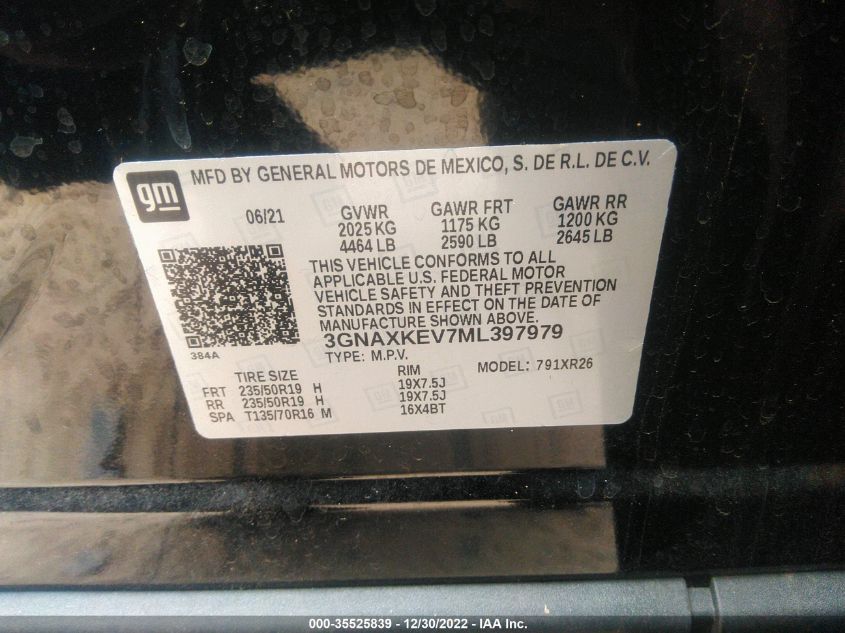 gm
MFD BY GENERAL MOTORS DE MEXICO, S. DE R.L. DE C.V.
06/21 GVWR GAWR FRT GAWR RR
2025 KG 1175 KG 1200 KG
4464 LB 2590 LB 2645 LB
THIS VEHICLE CONFORMS TO ALL
APPLICABLE U.S. FEDERAL MOTOR
VEHICLE SAFETY AND THEFT PREVENTION
STANDARDS IN EFFECT ON THE DATE OF
MANUFACTURE SHOWN ABOVE.
384A
3GNAXKEV7ML397979
TYPE: M.P.V. MODEL: 791XR26
TIRE SIZE RIM
FRT 235/50R19 H 19X7.5J
RR 235/50R19 H 19X7.5J
SPA T135/70R16 M 16X4BT
000-35525839 - 12/30/2022 - IAA Inc.